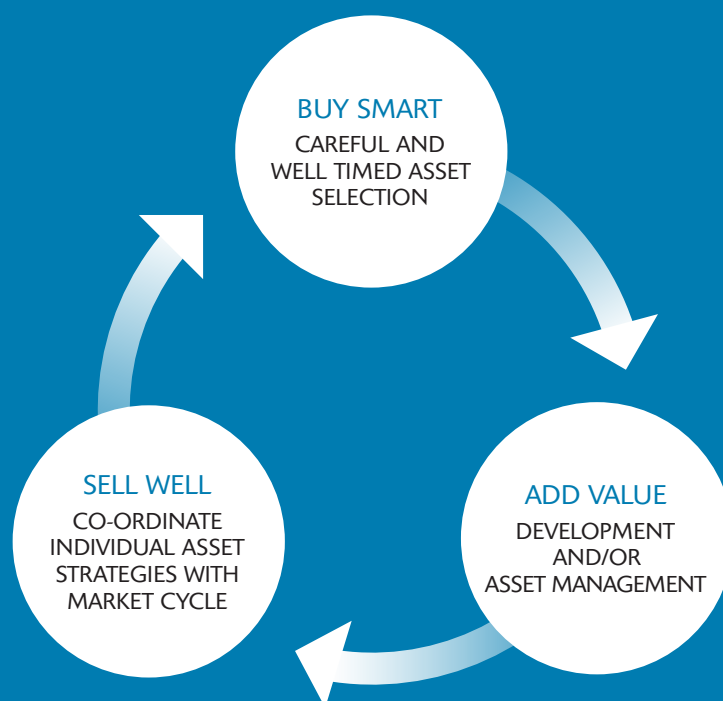 BUY SMART
CAREFUL AND
WELL TIMED ASSET
SELECTION
ADD VALUE
DEVELOPMENT
AND/OR
ASSET MANAGEMENT
SELL WELL
CO-ORDINATE
INDIVIDUAL ASSET
STRATEGIES WITH
MARKET CYCLE